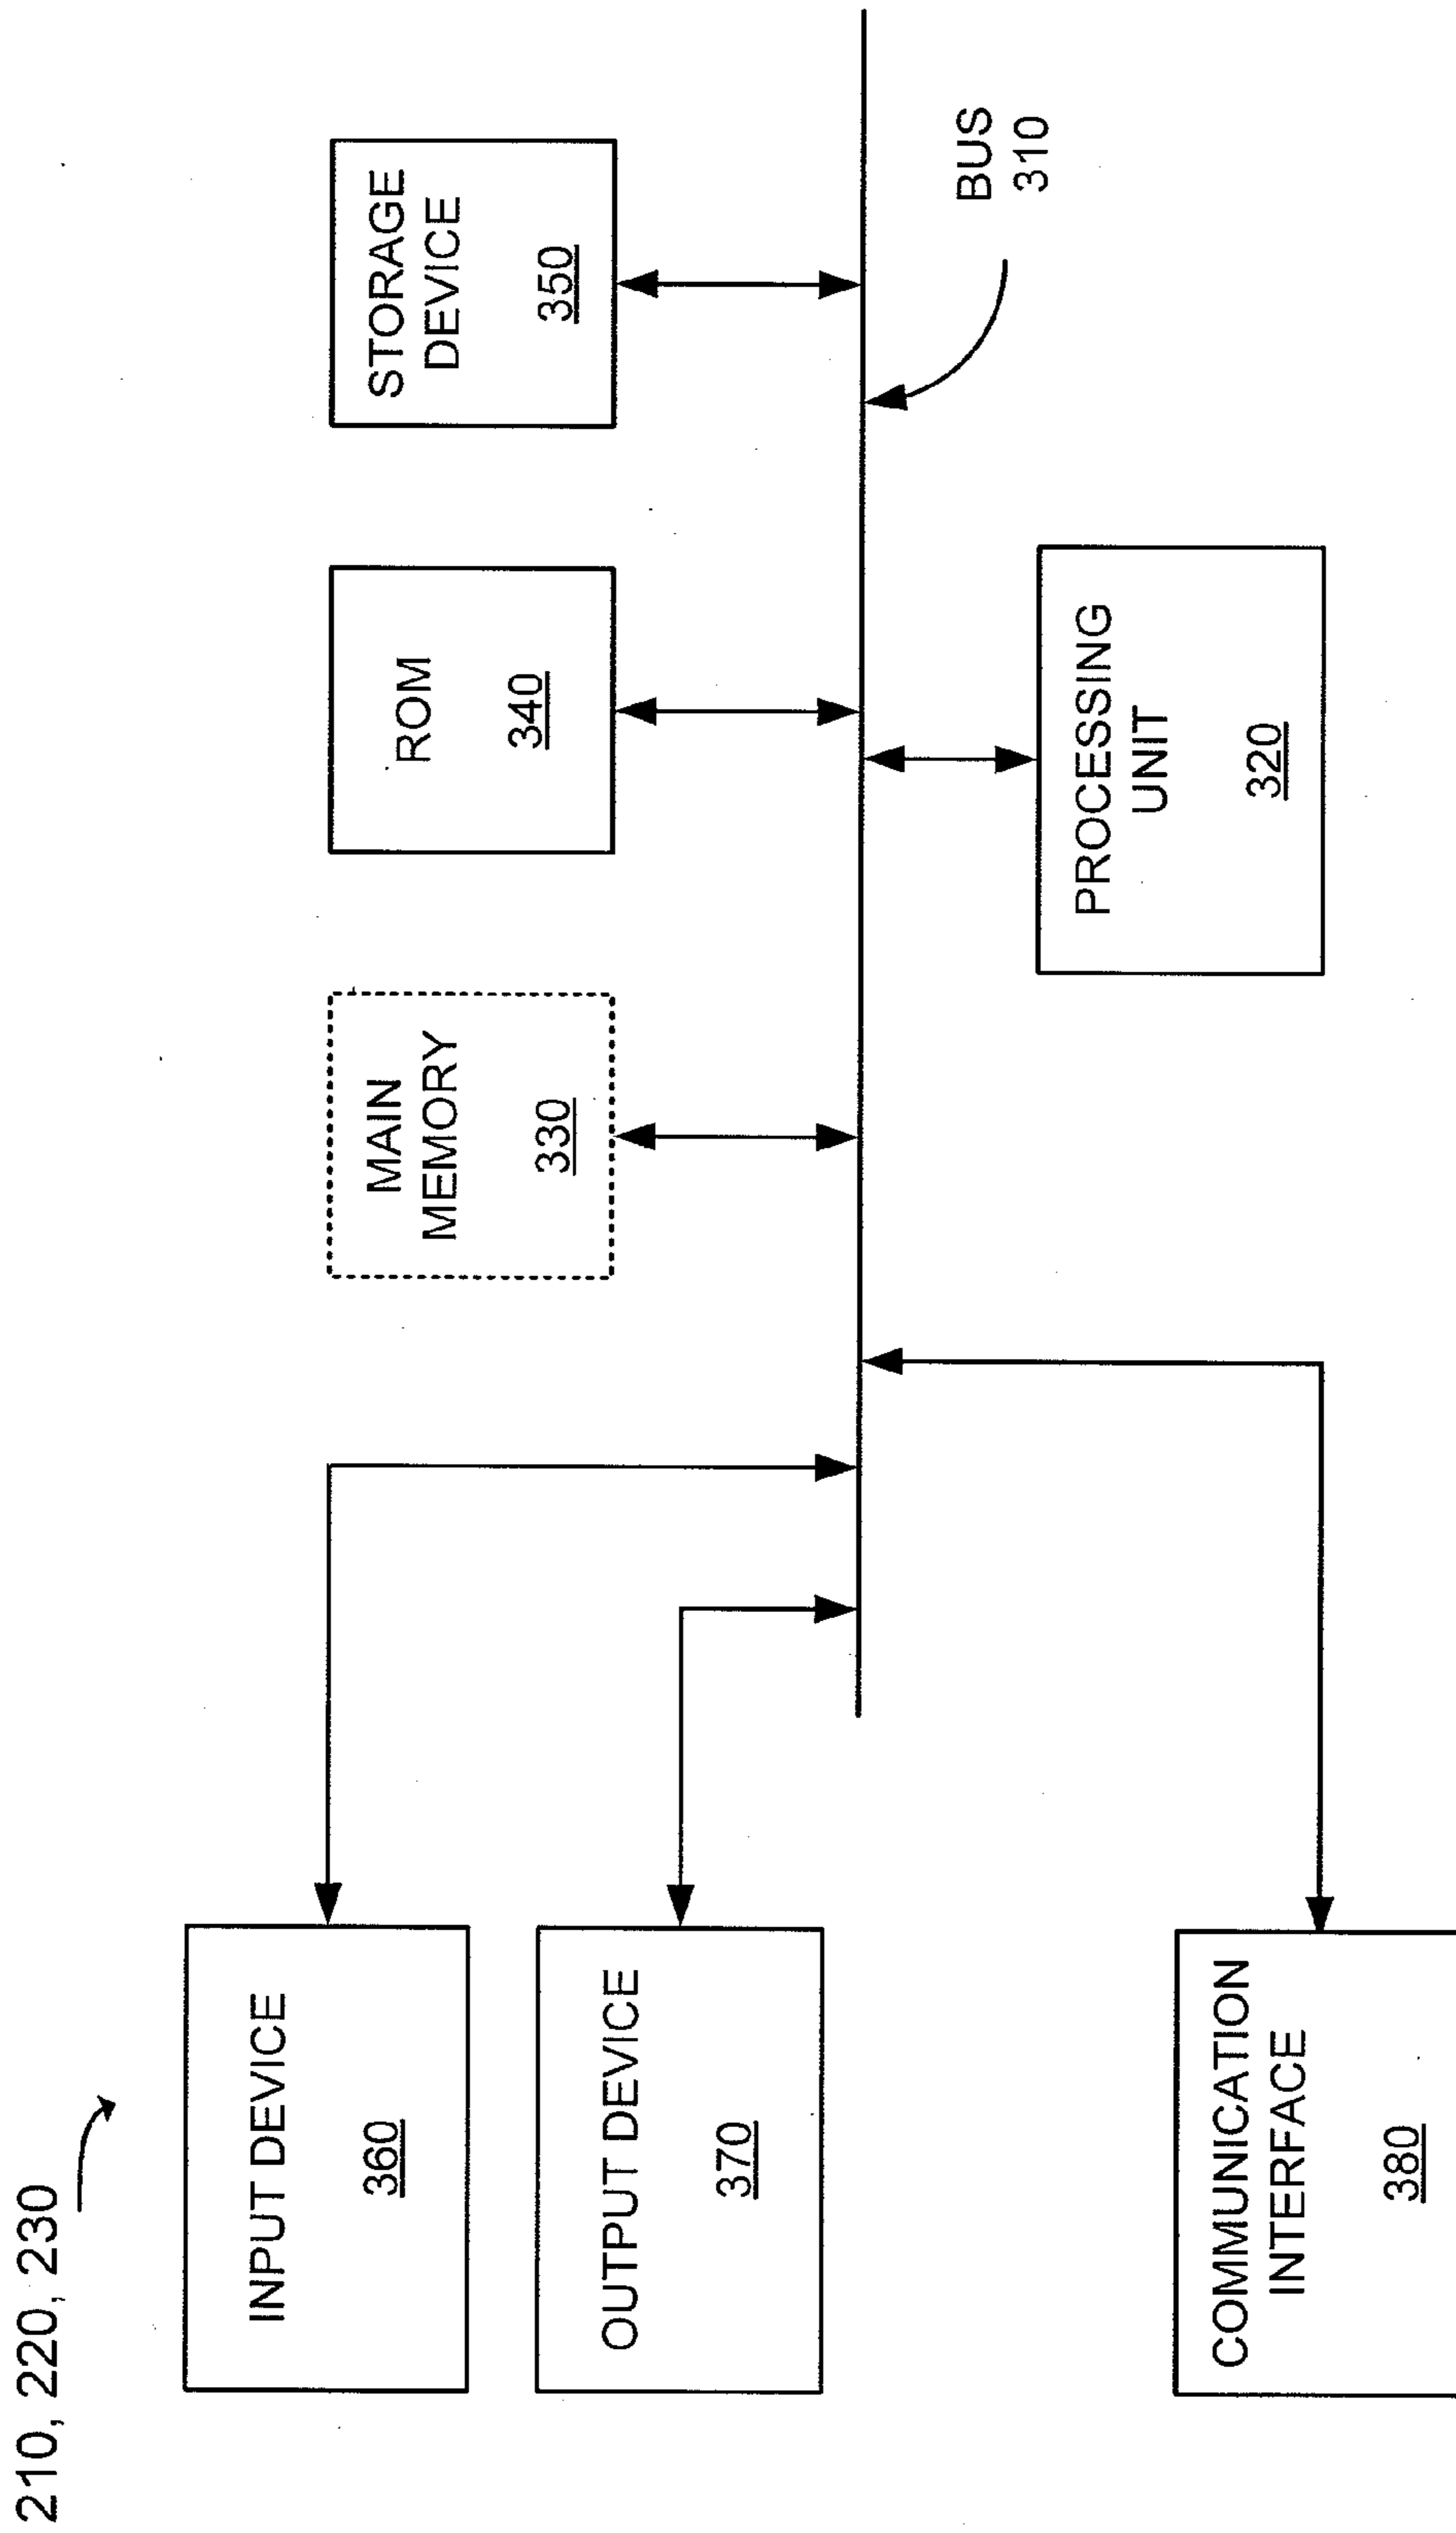 210, 220, 230
INPUT DEVICE
360
OUTPUT DEVICE
370
COMMUNICATION
INTERFACE
380
MAIN
MEMORY
330
ROM
340
STORAGE
DEVICE
350
PROCESSING
UNIT
320
BUS
310